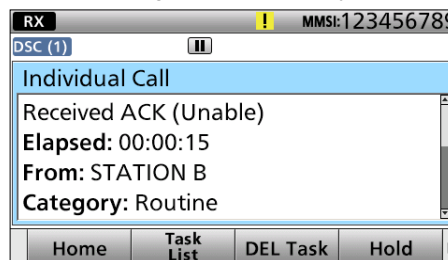 RX ! MMSI:123456789
DSC (1)
Individual Call
Received ACK (Unable)
Elapsed: 00:00:15
From: STATION B
Category: Routine
Home Task List DEL Task Hold